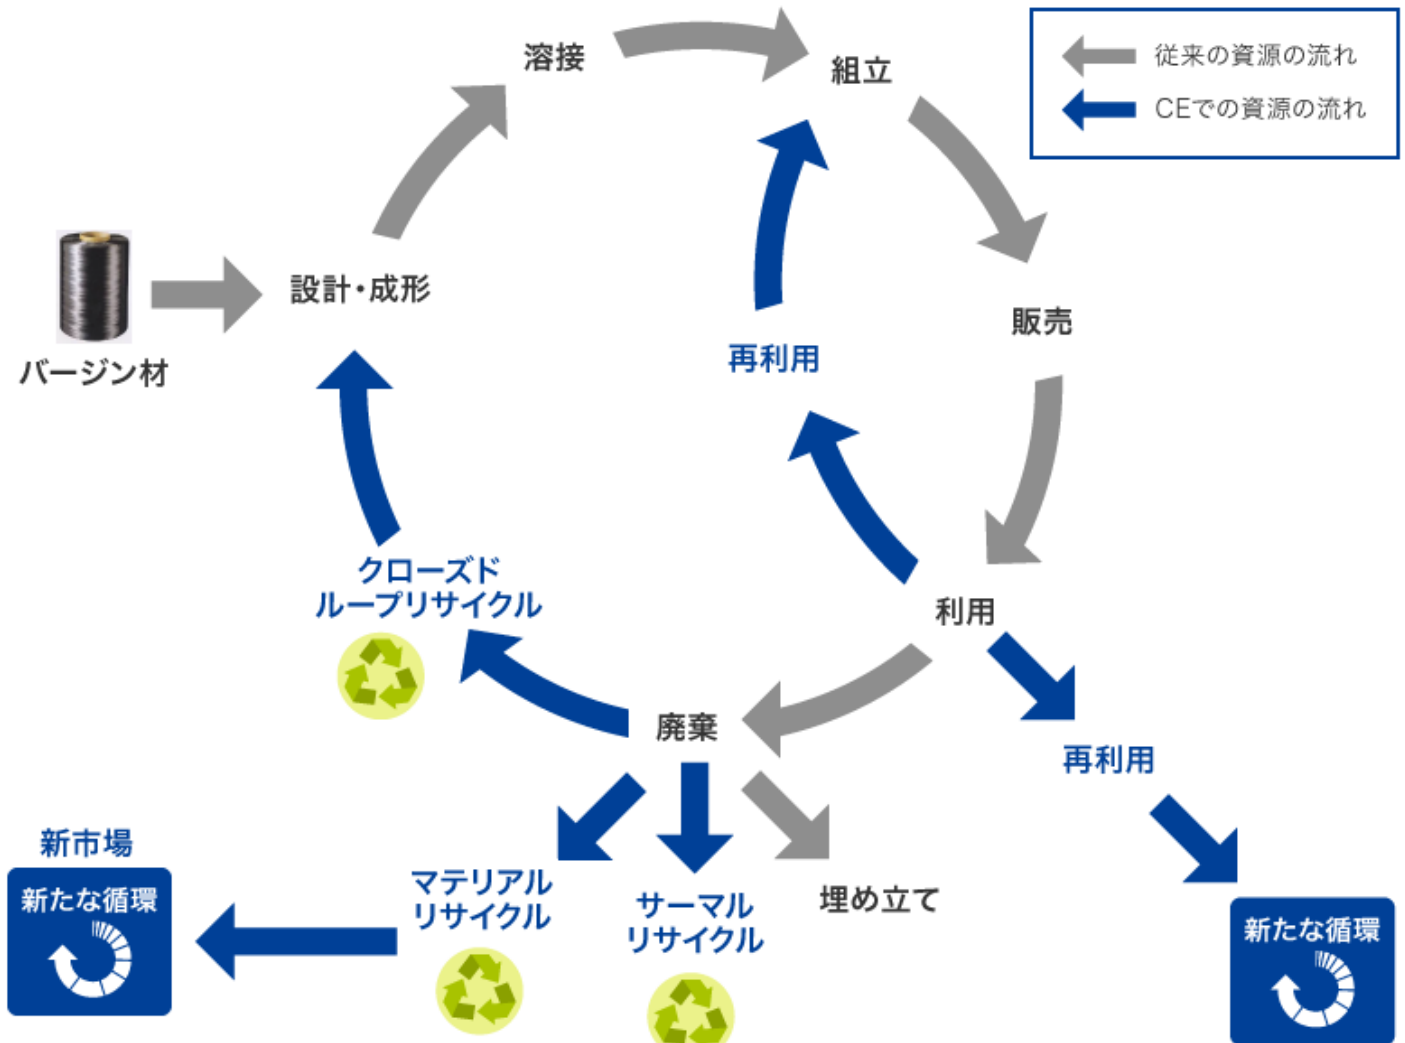 溶接
組立
従来の資源の流れ
CEでの資源の流れ
設計・成形
バージン材
販売
再利用
クローズド
ループリサイクル
利用
廃棄
再利用
新市場
新たな循環
マテリアル
リサイクル
サーマル
リサイクル
埋め立て
新たな循環